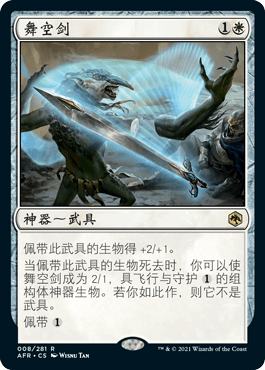 舞空剑 1
神器～武具
佩带此武具的生物得 +2/+1。
当佩带此武具的生物死去时，你可以使
舞空剑成为 2/1，具飞行与守护 1 的组
构体神器生物。若你如此作，则它不是
武具。
佩带 1
008/281 R
AFR • CS WISNU TAN
™ & © 2021 Wizards of the Coast